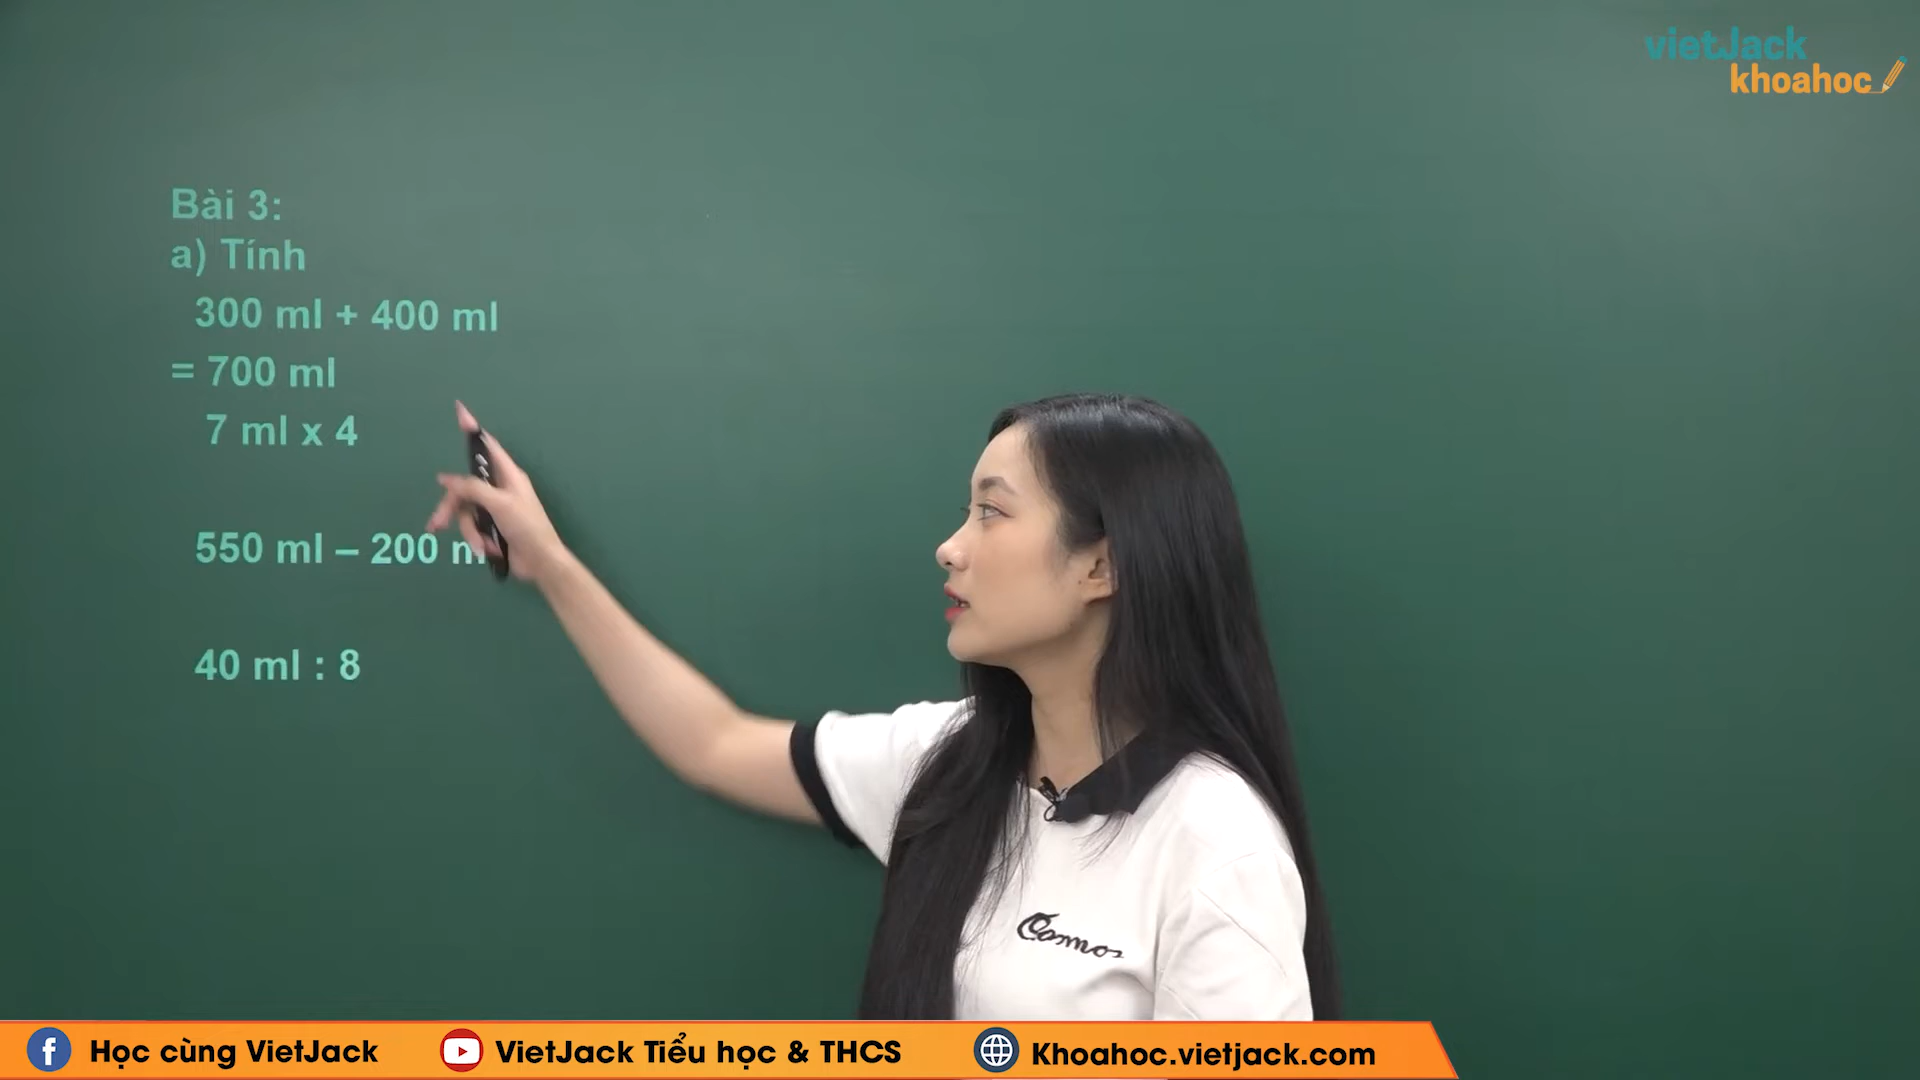 vietJack
khoahoc
Bài 3:
a) Tính
300 ml + 400 ml
= 700 ml
7 ml x 4
550 ml – 200 m
40 ml : 8
Cosmos
Học cùng VietJack
VietJack Tiểu học & THCS
Khoahoc.vietjack.com